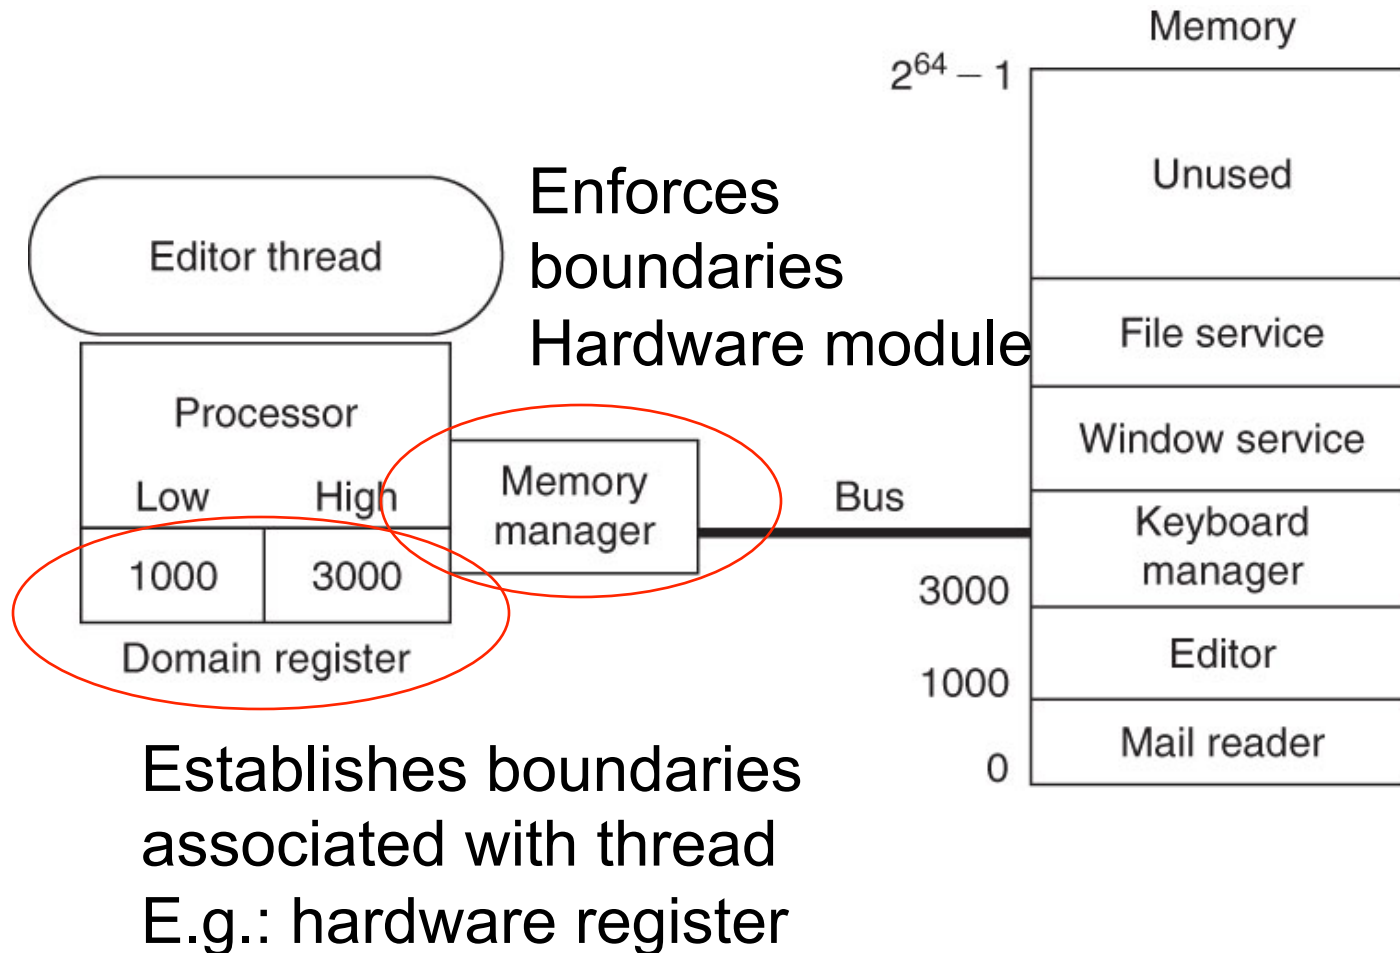 Memory
2^64 – 1
Unused
Enforces
boundaries
Hardware module
Editor thread
File service
Processor
Window service
Low High
Memory
manager
Bus
Keyboard
manager
1000 3000
3000
Domain register
Editor
1000
Mail reader
0
Establishes boundaries
associated with thread
E.g.: hardware register